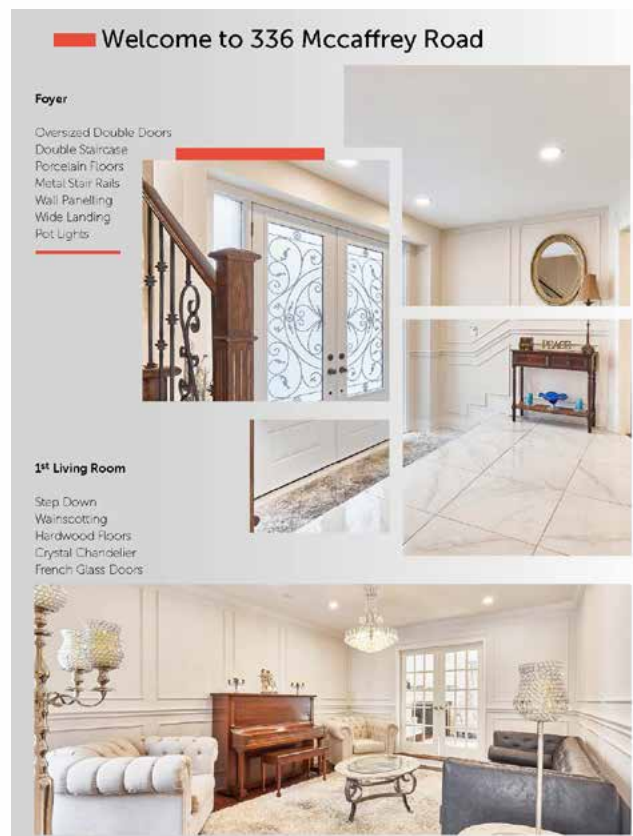 Welcome to 336 Mccaffrey Road
Foyer
Oversized Double Doors
Double Staircase
Porcelain Floors
Metal Stair Rails
Wall Panelling
Wide Landing
Pot Lights
PEACE
1st Living Room
Step Down
Wainscotting
Hardwood Floors
Crystal Chandelier
French Glass Doors